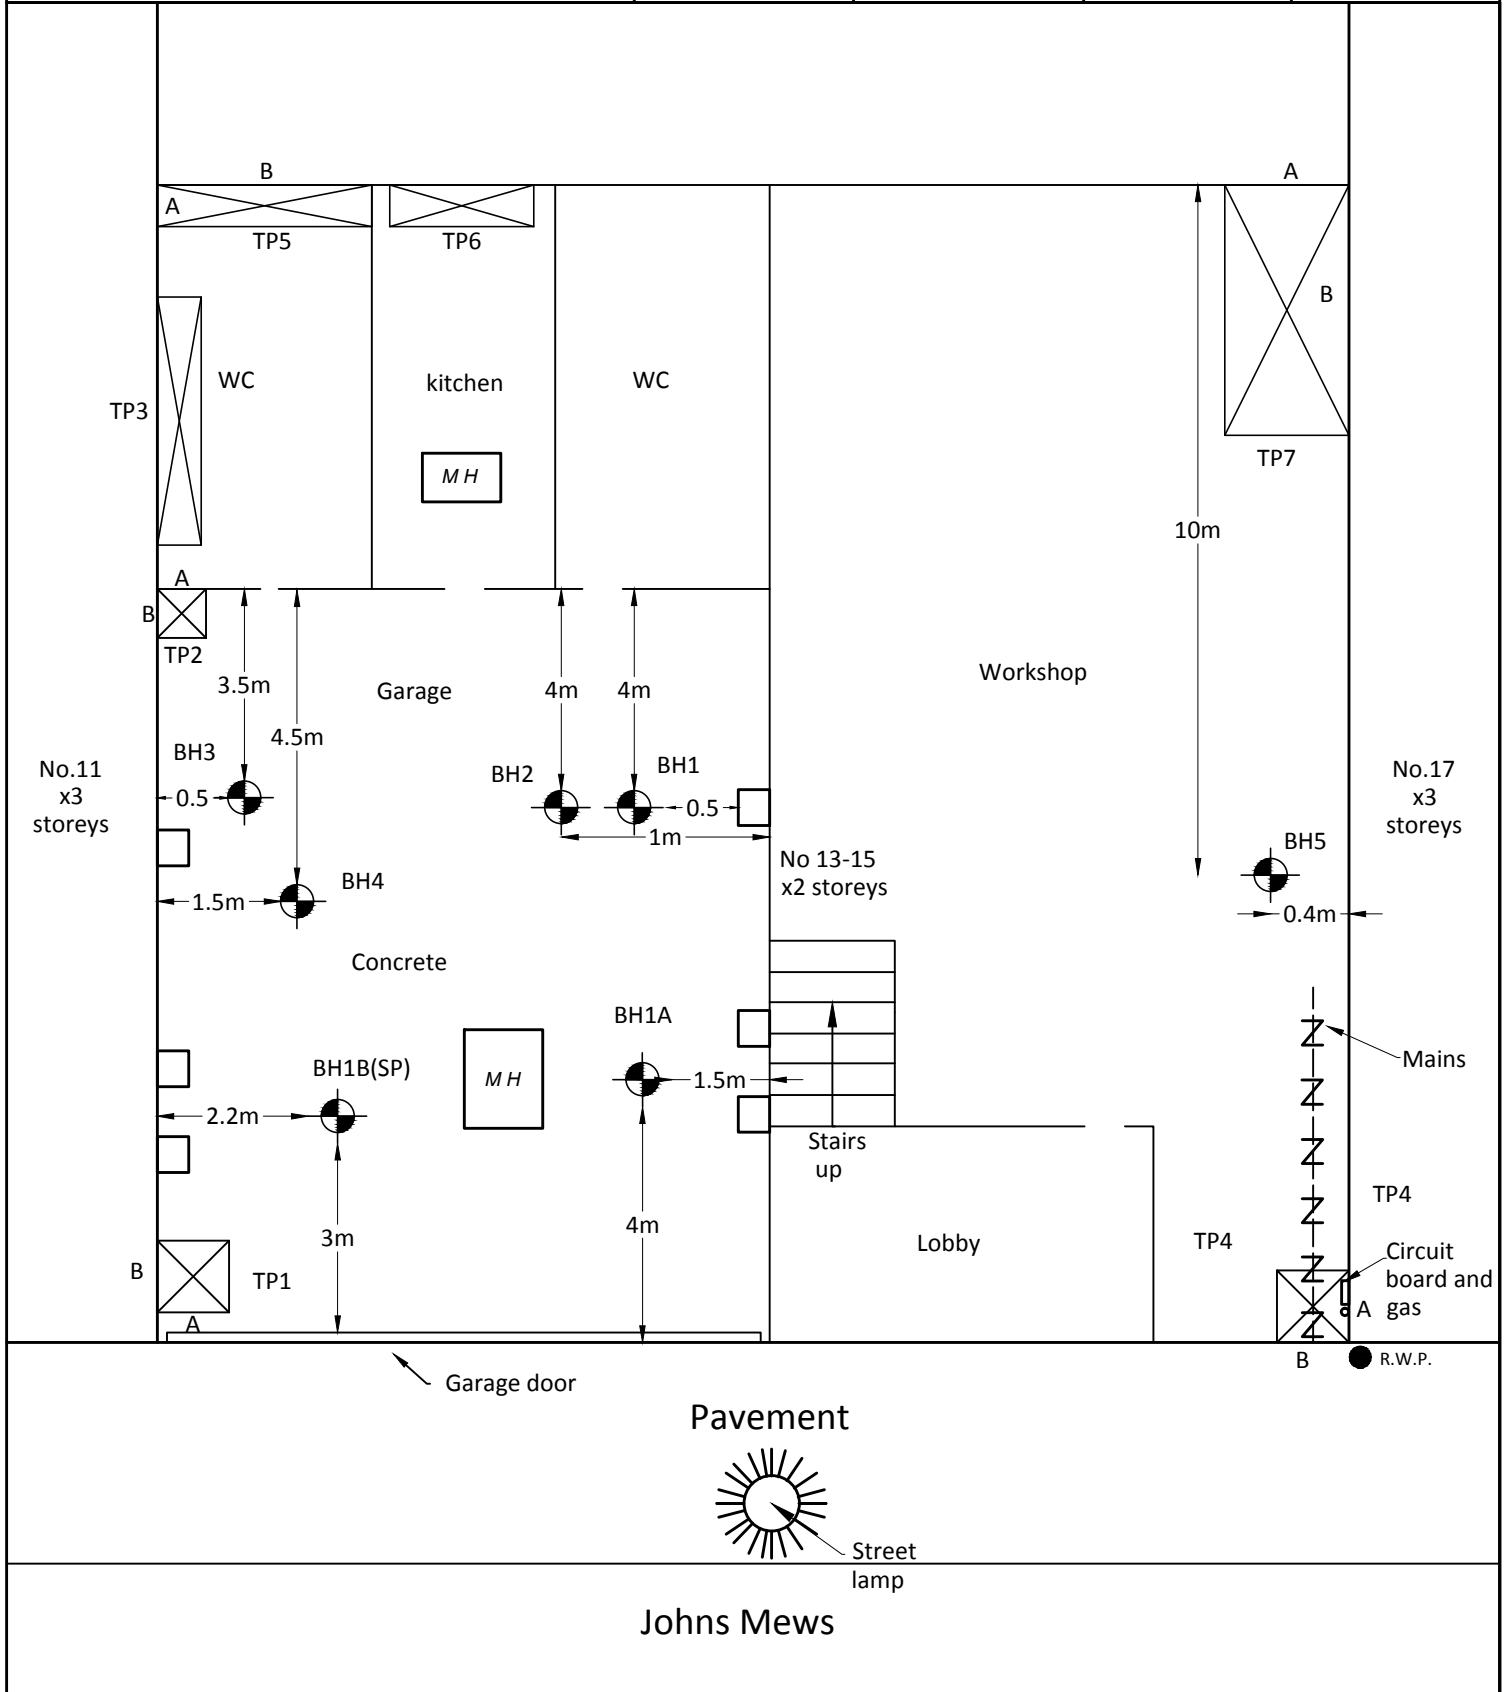 B
A
A
TP5
TP6
B
WC
kitchen
WC
TP3
M H
TP7
10m
A
B
TP2
3.5m
Garage
4m
4m
Workshop
4.5m
BH3
BH2
BH1
No.11
x3
storeys
0.5
0.5
1m
No.17
x3
storeys
BH5
No 13-15
x2 storeys
BH4
1.5m
0.4m
Concrete
BH1A
Mains
BH1B(SP)
M H
1.5m
2.2m
Stairs
up
TP4
4m
3m
Lobby
TP4
Circuit
board and
gas
B
TP1
A
A
B
R.W.P.
Garage door
Pavement
Street
lamp
Johns Mews